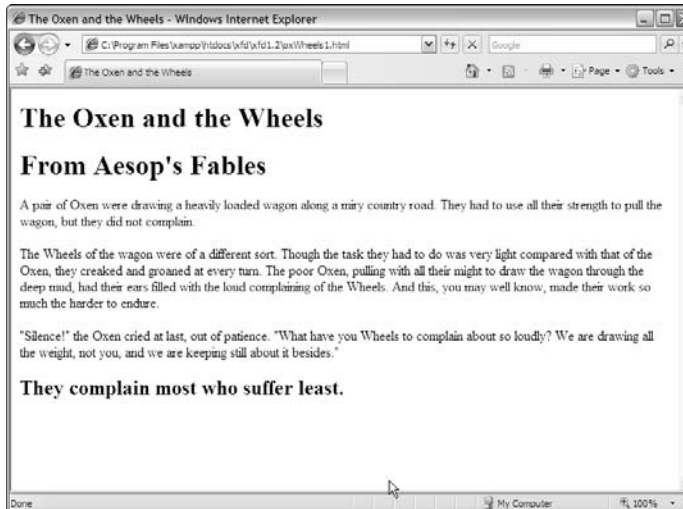 The Oxen and the Wheels - Windows Internet Explorer
C:\Program Files\xampp\htdocs\xfd\xfd1.2\oxWheels1.html
Google
The Oxen and the Wheels
Page
Tools
The Oxen and the Wheels
From Aesop's Fables
A pair of Oxen were drawing a heavily loaded wagon along a miry country road. They had to use all their strength to pull the
wagon, but they did not complain.
The Wheels of the wagon were of a different sort. Though the task they had to do was very light compared with that of the
Oxen, they creaked and groaned at every turn. The poor Oxen, pulling with all their might to draw the wagon through the
deep mud, had their ears filled with the loud complaining of the Wheels. And this, you may well know, made their work so
much the harder to endure.
"Silence!" the Oxen cried at last, out of patience. "What have you Wheels to complain about so loudly? We are drawing all
the weight, not you, and we are keeping still about it besides."
They complain most who suffer least.
Done
My Computer
100%